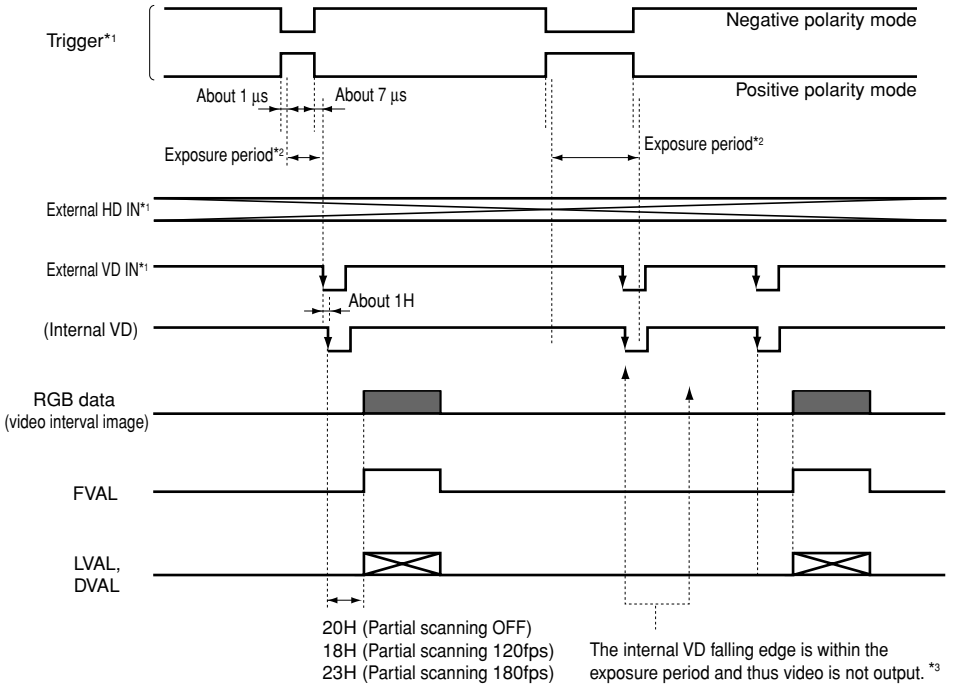 Negative polarity mode
Trigger*1
Positive polarity mode
About 1 μs
About 7 μs
Exposure period*2
Exposure period*2
External HD IN*1
External VD IN*1
About 1H
(Internal VD)
RGB data
(video interval image)
FVAL
LVAL,
DVAL
20H (Partial scanning OFF)
18H (Partial scanning 120fps)
23H (Partial scanning 180fps)
The internal VD falling edge is within the
exposure period and thus video is not output. *3